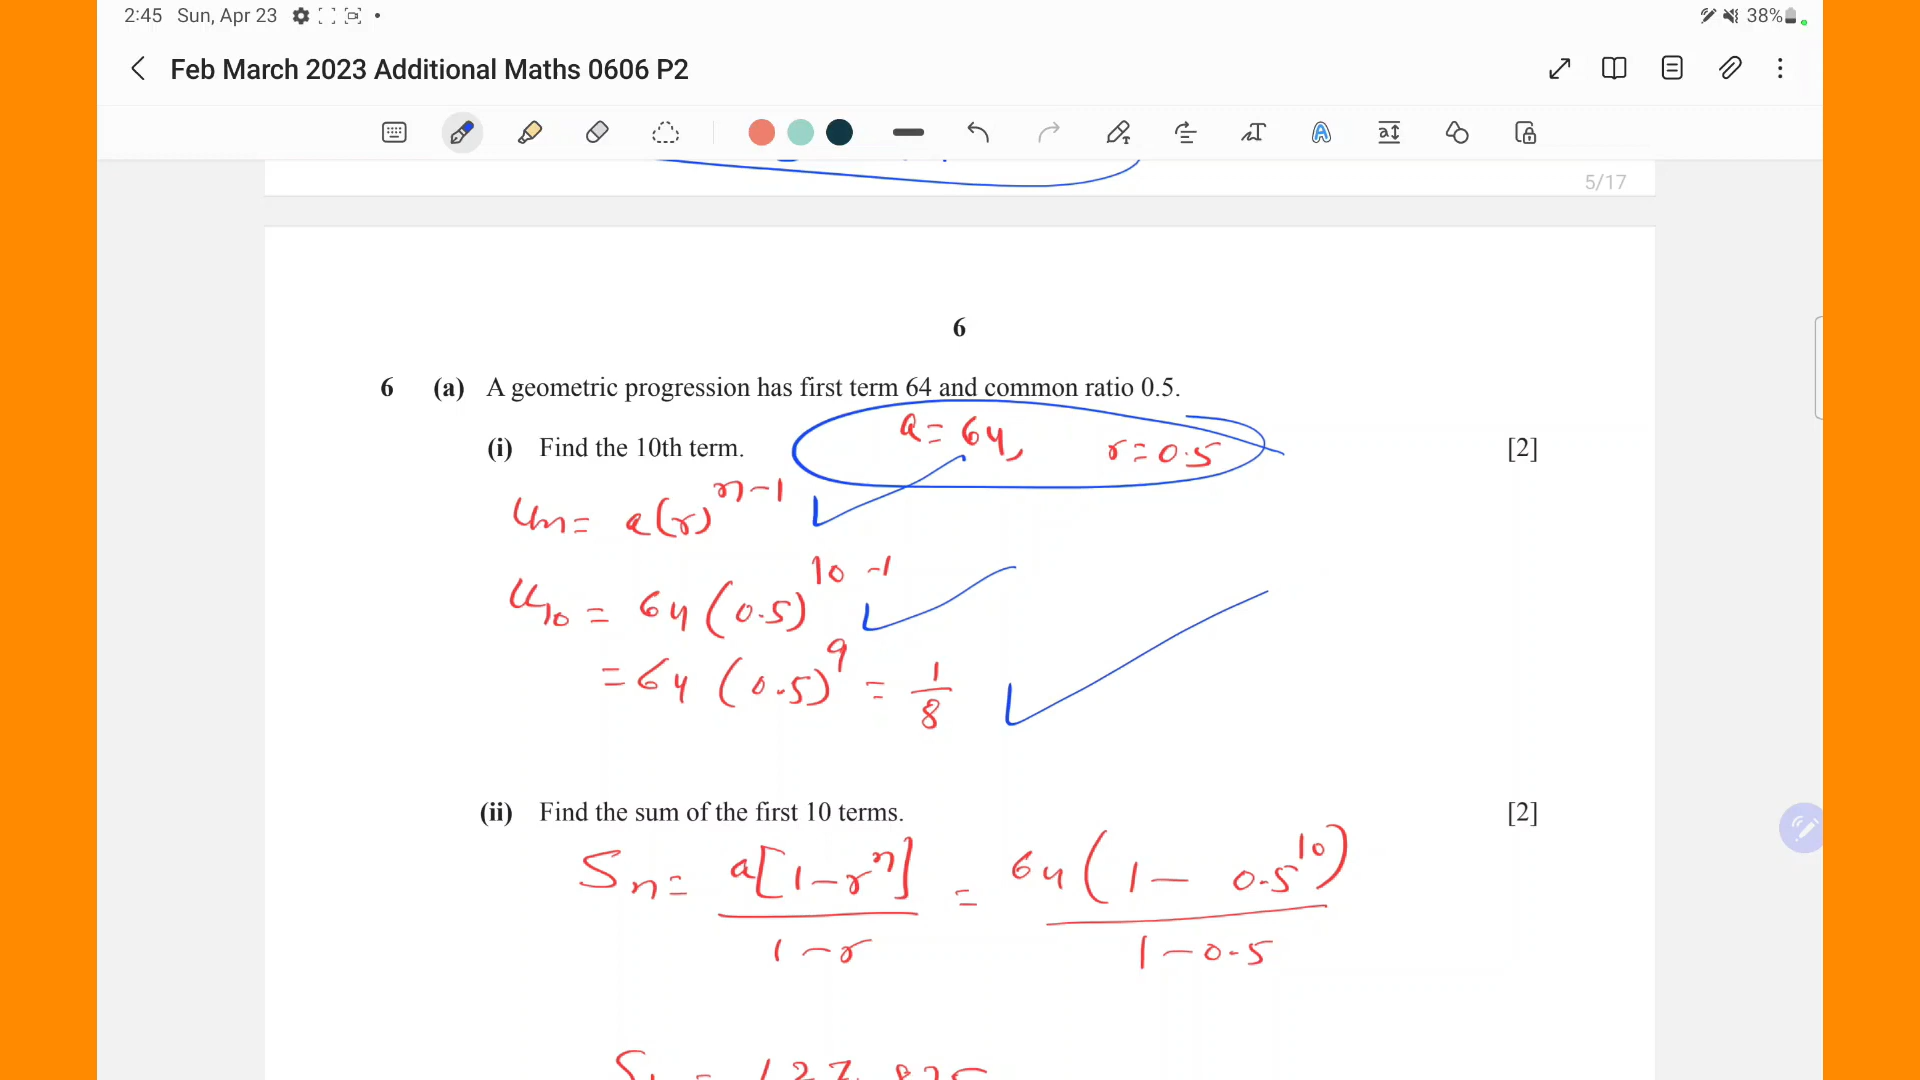 2:45 Sun, Apr 23 38%
Feb March 2023 Additional Maths 0606 P2
5/17
6
6 (a) A geometric progression has first term 64 and common ratio 0.5.
a = 64, r = 0.5
(i) Find the 10th term. [2]
Un = a(r)^n-1
U10 = 64 (0.5)^10-1
= 64 (0.5)^9 = 1/8
(ii) Find the sum of the first 10 terms. [2]
Sn = a[1-r^n] / 1-r = 64(1 - 0.5^10) / 1-0.5